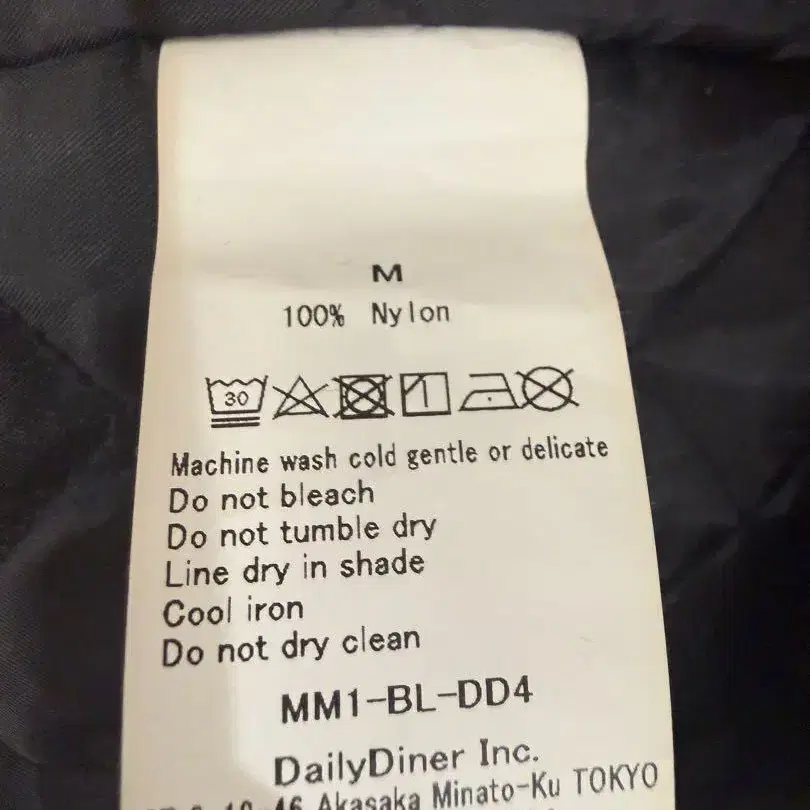 M
100% Nylon
30
Machine wash cold gentle or delicate
Do not bleach
Do not tumble dry
Line dry in shade
Cool iron
Do not dry clean
MM1-BL-DD4
DailyDiner Inc.
Akasaka Minato-Ku TOKYO